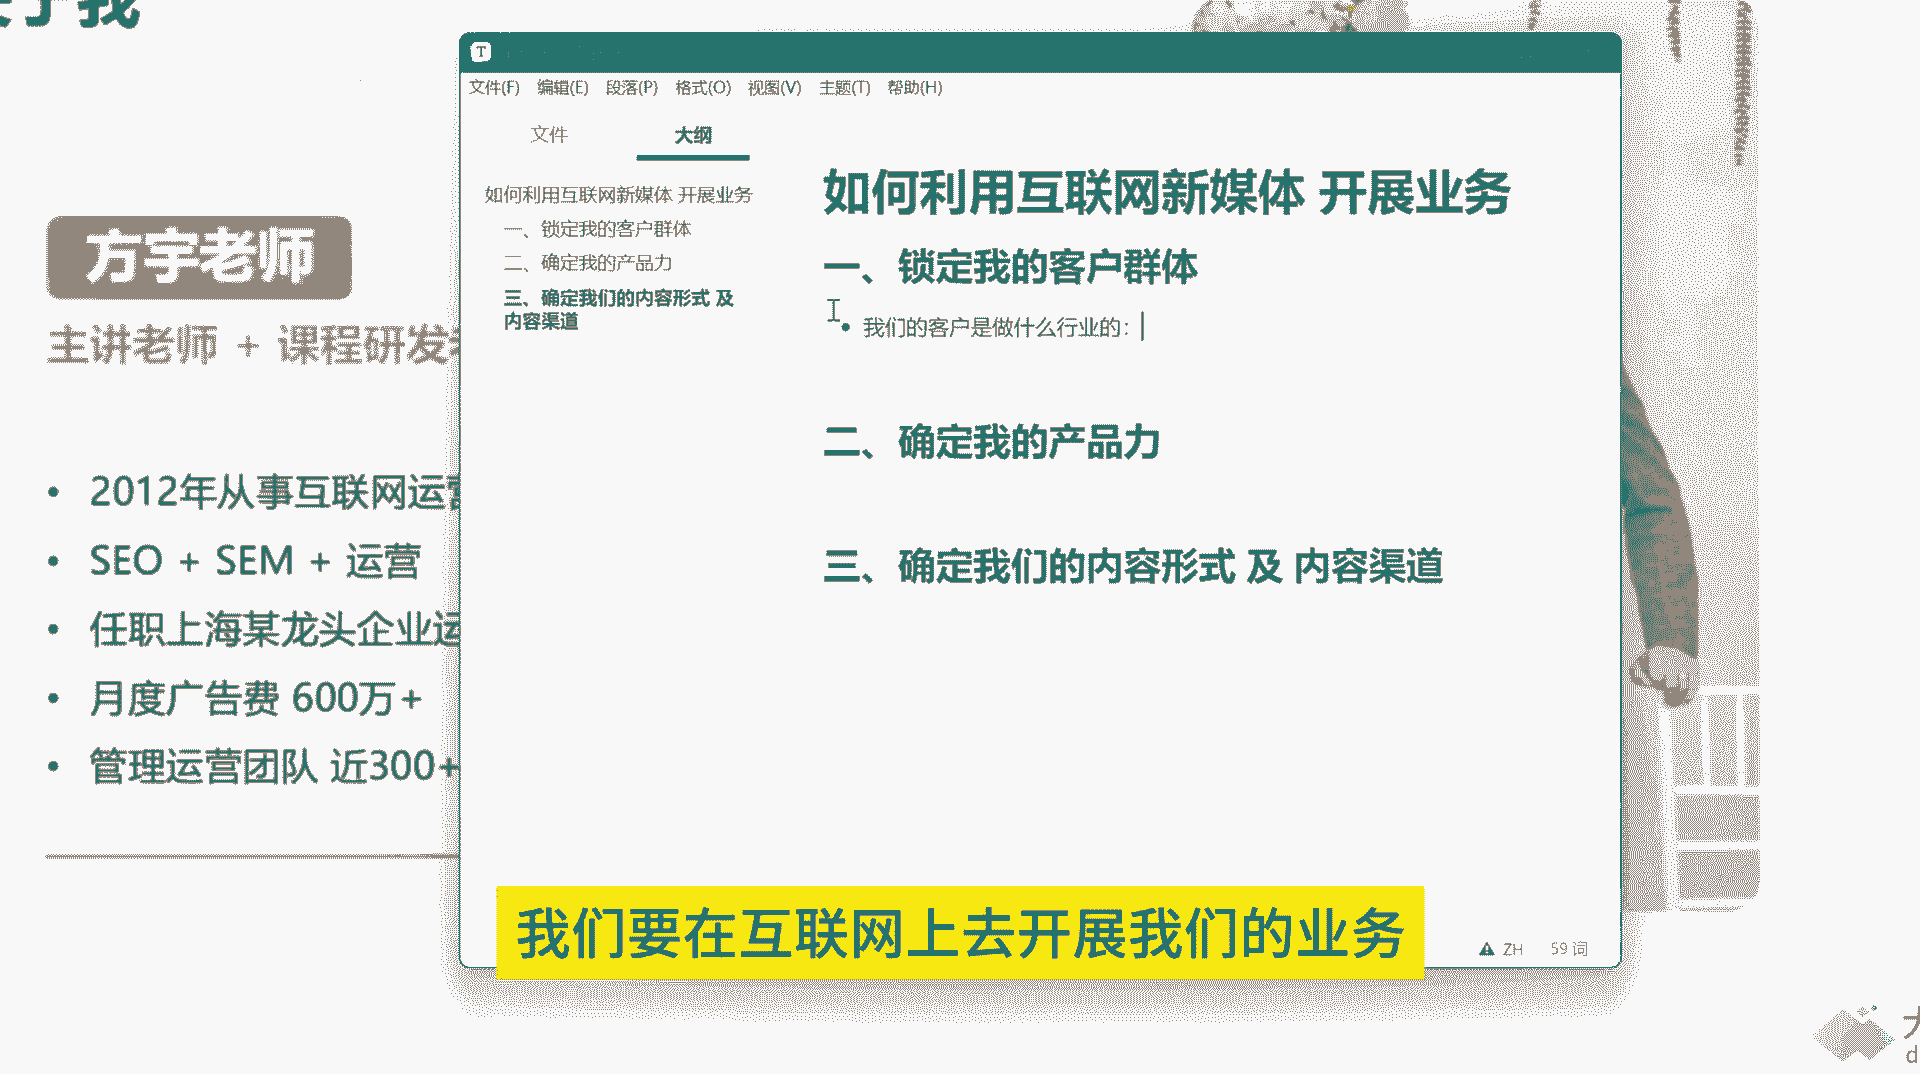 于我
方宇老师
主讲老师 + 课程研发
2012年从事互联网运营
SEO + SEM + 运营
任职上海某龙头企业运
月度广告费 600万+
管理运营团队 近300+
T
文件(F) 编辑(E) 段落(P) 格式(O) 视图(V) 主题(T) 帮助(H)
文件 大纲
如何利用互联网新媒体 开展业务
一、锁定我的客户群体
二、确定我的产品力
三、确定我们的内容形式 及
内容渠道
如何利用互联网新媒体 开展业务
一、锁定我的客户群体
我们的客户是做什么行业的：
二、确定我的产品力
三、确定我们的内容形式 及 内容渠道
ZH 59 词
我们要在互联网上去开展我们的业务
d